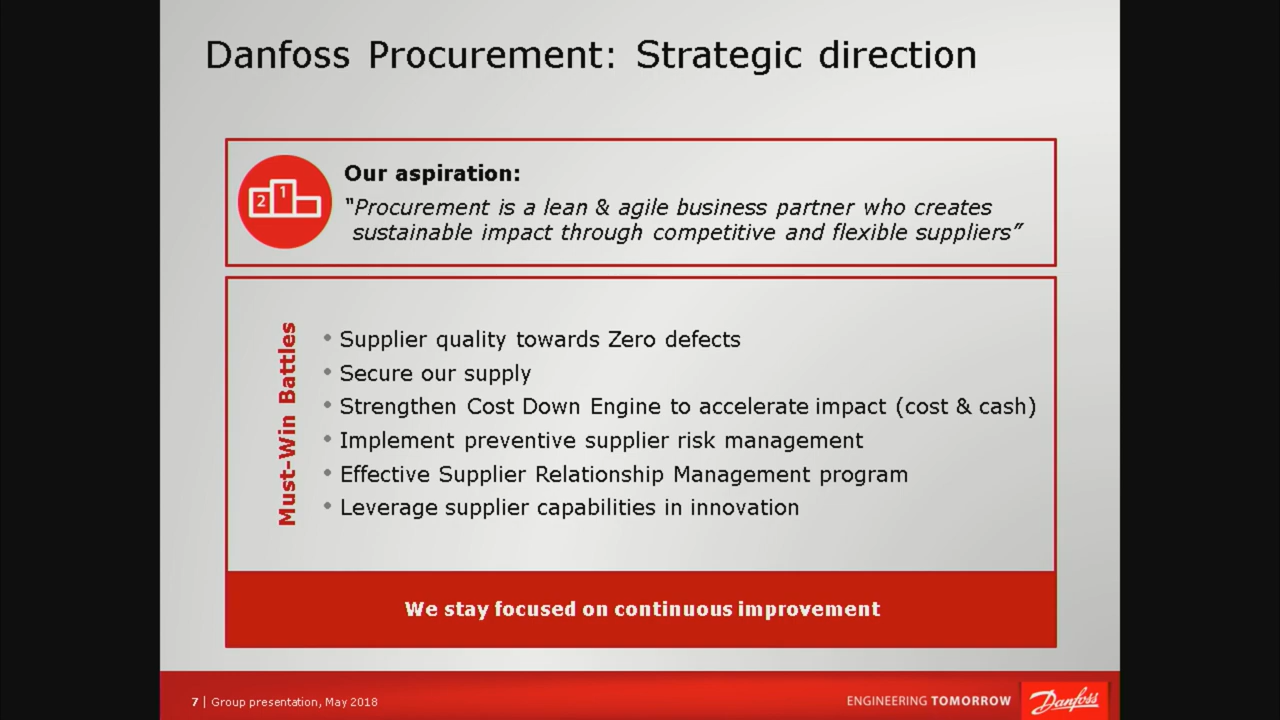 Danfoss Procurement: Strategic direction
2 1
Our aspiration:
"Procurement is a lean & agile business partner who creates
sustainable impact through competitive and flexible suppliers”
Must-Win Battles
• Supplier quality towards Zero defects
• Secure our supply
• Strengthen Cost Down Engine to accelerate impact (cost & cash)
• Implement preventive supplier risk management
• Effective Supplier Relationship Management program
• Leverage supplier capabilities in innovation
We stay focused on continuous improvement
7 | Group presentation, May 2018
ENGINEERING TOMORROW
Danfoss